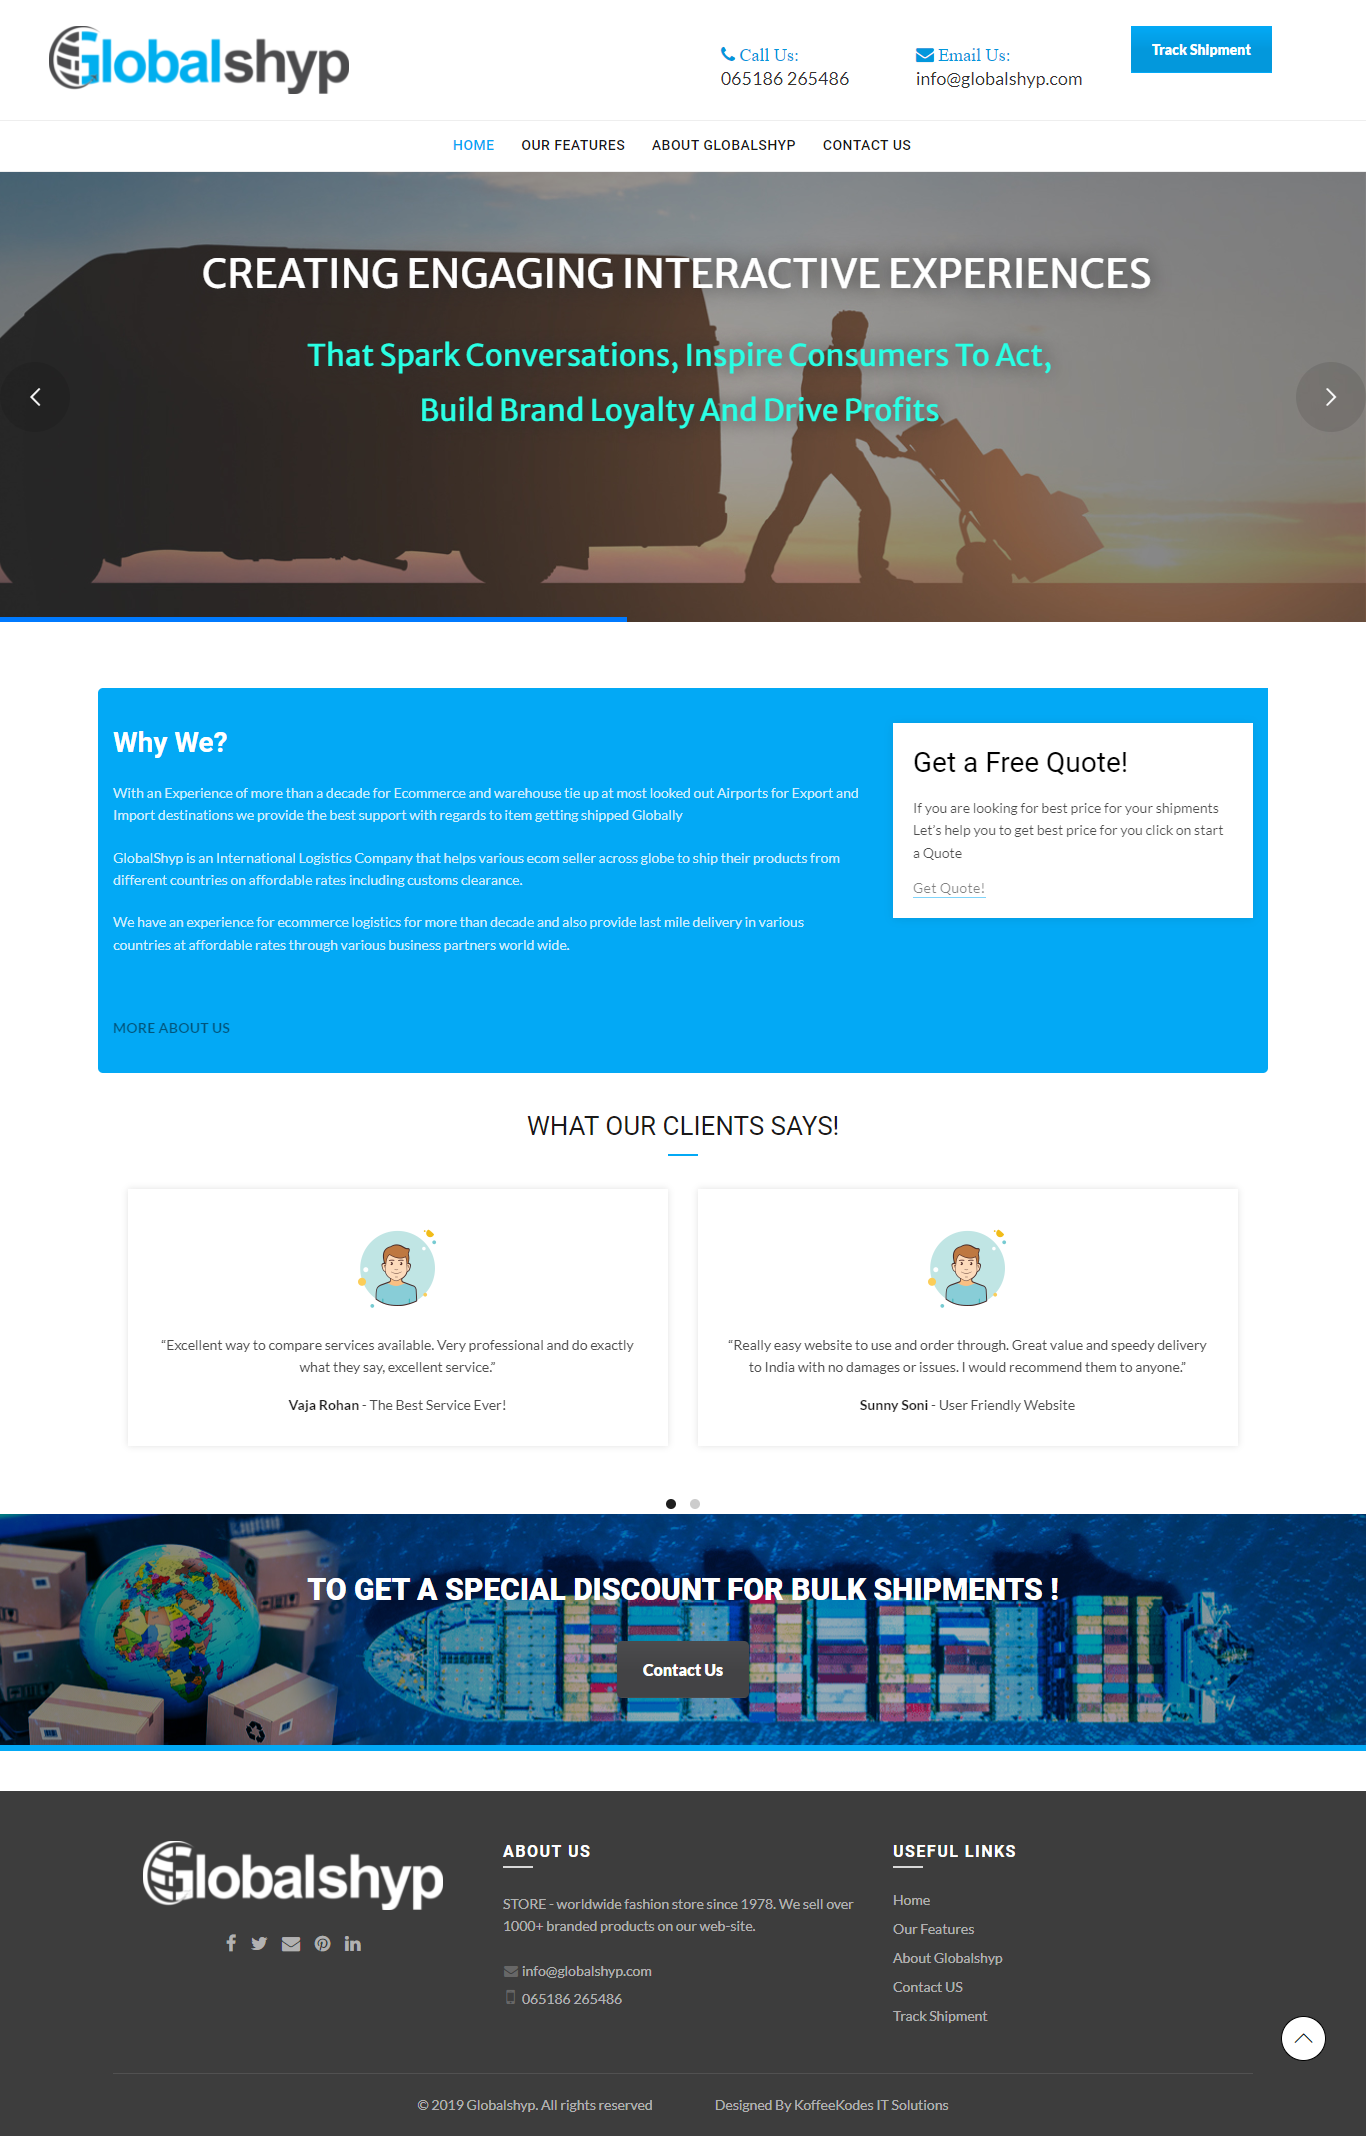 Globalshyp
Call Us:
065186 265486
Email Us:
info@globalshyp.com
Track Shipment
HOME
OUR FEATURES
ABOUT GLOBALSHYP
CONTACT US
CREATING ENGAGING INTERACTIVE EXPERIENCES
That Spark Conversations, Inspire Consumers To Act,
Build Brand Loyalty And Drive Profits
Why We?
With an Experience of more than a decade for Ecommerce and warehouse tie up at most looked out Airports for Export and
Import destinations we provide the best support with regards to item getting shipped Globally
GlobalShyp is an International Logistics Company that helps various ecom seller across globe to ship their products from
different countries on affordable rates including customs clearance.
We have an experience for ecommerce logistics for more than decade and also provide last mile delivery in various
countries at affordable rates through various business partners world wide.
MORE ABOUT US
Get a Free Quote!
If you are looking for best price for your shipments
Let's help you to get best price for you click on start
a Quote
Get Quote!
WHAT OUR CLIENTS SAYS!
“Excellent way to compare services available. Very professional and do exactly
what they say, excellent service.”
Vaja Rohan - The Best Service Ever!
“Really easy website to use and order through. Great value and speedy delivery
to India with no damages or issues. I would recommend them to anyone.”
Sunny Soni - User Friendly Website
TO GET A SPECIAL DISCOUNT FOR BULK SHIPMENTS !
Contact Us
Globalshyp
ABOUT US
STORE - worldwide fashion store since 1978. We sell over
1000+ branded products on our web-site.
info@globalshyp.com
065186 265486
USEFUL LINKS
Home
Our Features
About Globalshyp
Contact US
Track Shipment
© 2019 Globalshyp. All rights reserved
Designed By KoffeeKodes IT Solutions